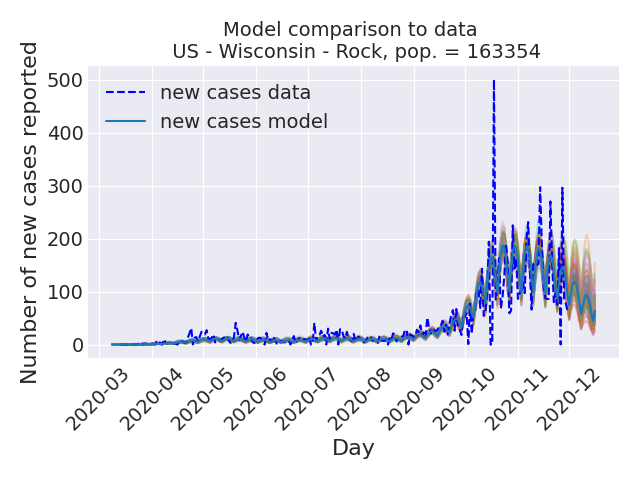 Model comparison to data
US - Wisconsin - Rock, pop. = 163354
Number of new cases reported
500
400
300
200
100
0
new cases data
new cases model
2020-03
2020-04
2020-05
2020-06
2020-07
2020-08
2020-09
2020-10
2020-11
2020-12
Day